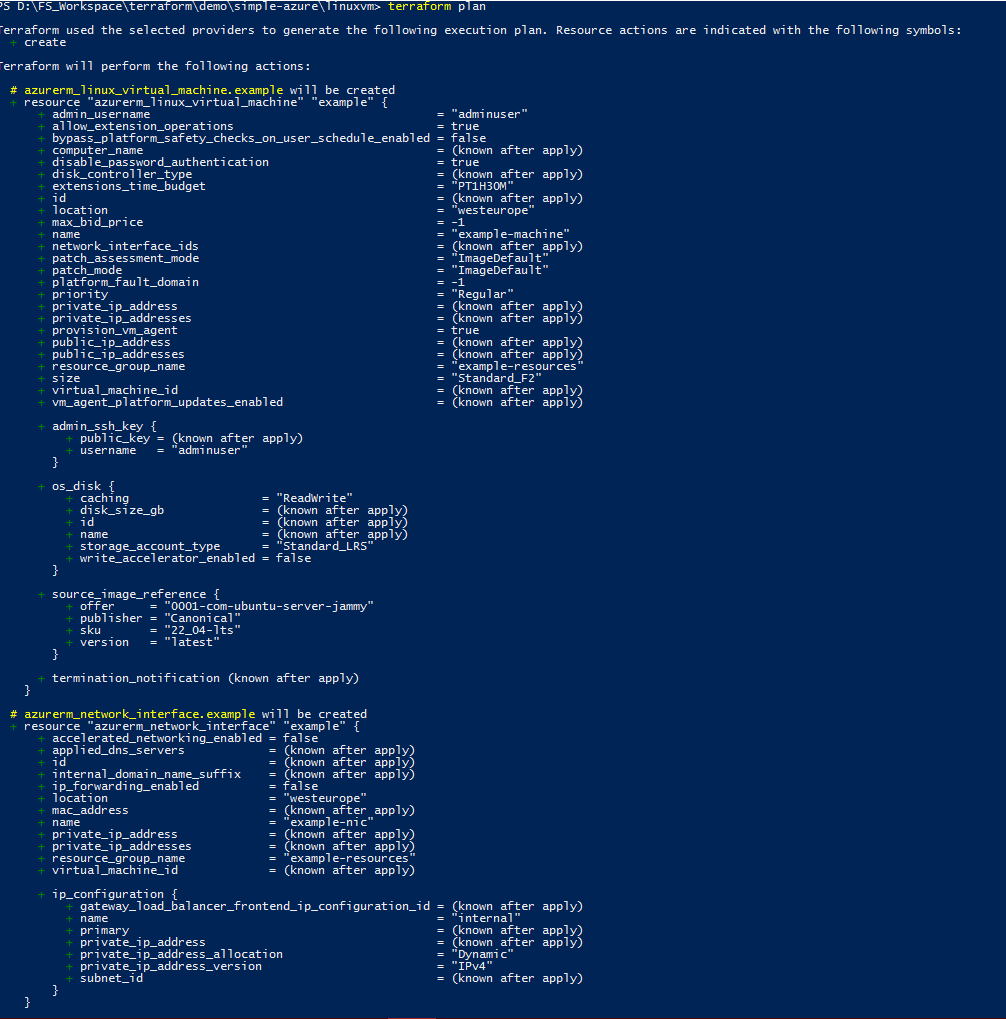 PS D:\FS_Workspace\terraform\demo\simple-azure\linuxvm> terraform plan
Terraform used the selected providers to generate the following execution plan. Resource actions are indicated with the following symbols:
+ create
Terraform will perform the following actions:
# azurerm_linux_virtual_machine.example will be created
+ resource "azurerm_linux_virtual_machine" "example" {
+ admin_username = "adminuser"
+ allow_extension_operations = true
+ bypass_platform_safety_checks_on_user_schedule_enabled = false
+ computer_name = (known after apply)
+ disable_password_authentication = true
+ disk_controller_type = (known after apply)
+ extensions_time_budget = "PT1H30M"
+ id = (known after apply)
+ location = "westeurope"
+ max_bid_price = -1
+ name = "example-machine"
+ network_interface_ids = (known after apply)
+ patch_assessment_mode = "ImageDefault"
+ patch_mode = "ImageDefault"
+ platform_fault_domain = -1
+ priority = "Regular"
+ private_ip_address = (known after apply)
+ private_ip_addresses = (known after apply)
+ provision_vm_agent = true
+ public_ip_address = (known after apply)
+ public_ip_addresses = (known after apply)
+ resource_group_name = "example-resources"
+ size = "Standard_F2"
+ virtual_machine_id = (known after apply)
+ vm_agent_platform_updates_enabled = (known after apply)
+ admin_ssh_key {
+ public_key = (known after apply)
+ username = "adminuser"
}
+ os_disk {
+ caching = "ReadWrite"
+ disk_size_gb = (known after apply)
+ id = (known after apply)
+ name = (known after apply)
+ storage_account_type = "Standard_LRS"
+ write_accelerator_enabled = false
}
+ source_image_reference {
+ offer = "0001-com-ubuntu-server-jammy"
+ publisher = "Canonical"
+ sku = "22_04-lts"
+ version = "latest"
}
+ termination_notification (known after apply)
}
# azurerm_network_interface.example will be created
+ resource "azurerm_network_interface" "example" {
+ accelerated_networking_enabled = false
+ applied_dns_servers = (known after apply)
+ id = (known after apply)
+ internal_domain_name_suffix = (known after apply)
+ ip_forwarding_enabled = false
+ location = "westeurope"
+ mac_address = (known after apply)
+ name = "example-nic"
+ private_ip_address = (known after apply)
+ private_ip_addresses = (known after apply)
+ resource_group_name = "example-resources"
+ virtual_machine_id = (known after apply)
+ ip_configuration {
+ gateway_load_balancer_frontend_ip_configuration_id = (known after apply)
+ name = "internal"
+ primary = (known after apply)
+ private_ip_address = (known after apply)
+ private_ip_address_allocation = "Dynamic"
+ private_ip_address_version = "IPv4"
+ subnet_id = (known after apply)
}
}